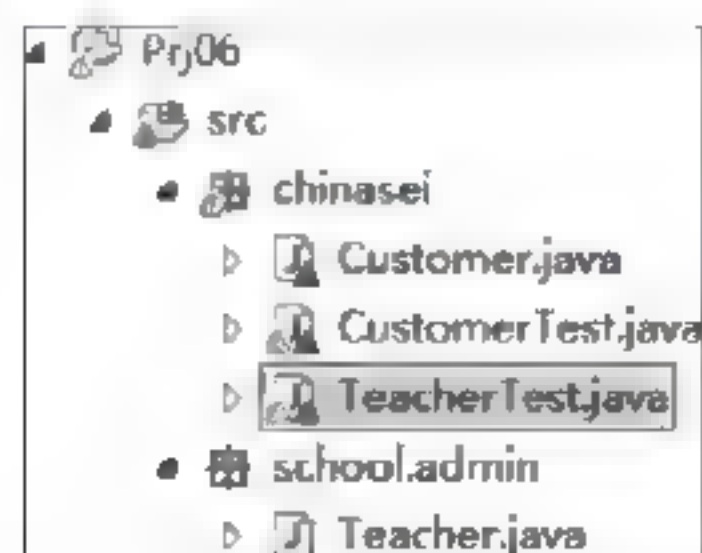 Prj06
src
chinasei
Customer.java
CustomerTest.java
TeacherTest.java
school.admin
Teacher.java